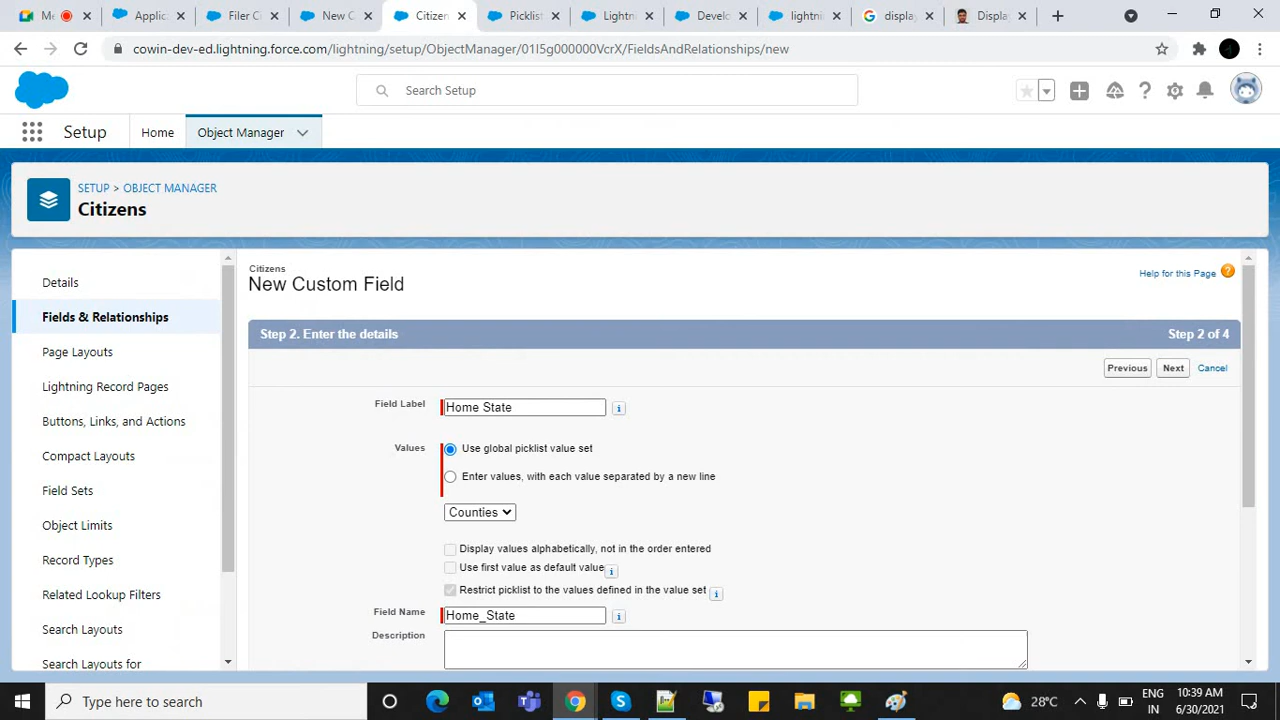 Me
Applic
Filer C
New C
Citizen
Picklist
Lightn
Develo
lightni
display
Displa
cowin-dev-ed.lightning.force.com/lightning/setup/ObjectManager/01I5g000000VcrX/FieldsAndRelationships/new
Search Setup
Setup
Home
Object Manager
SETUP > OBJECT MANAGER
Citizens
Details
Fields & Relationships
Page Layouts
Lightning Record Pages
Buttons, Links, and Actions
Compact Layouts
Field Sets
Object Limits
Record Types
Related Lookup Filters
Search Layouts
Search Layouts for
Citizens
New Custom Field
Help for this Page
Step 2. Enter the details
Step 2 of 4
Previous
Next
Cancel
Field Label
Home State
Values
Use global picklist value set
Enter values, with each value separated by a new line
Counties
Display values alphabetically, not in the order entered
Use first value as default value
Restrict picklist to the values defined in the value set
Field Name
Home_State
Description
Type here to search
28°C
ENG
IN
10:39 AM
6/30/2021